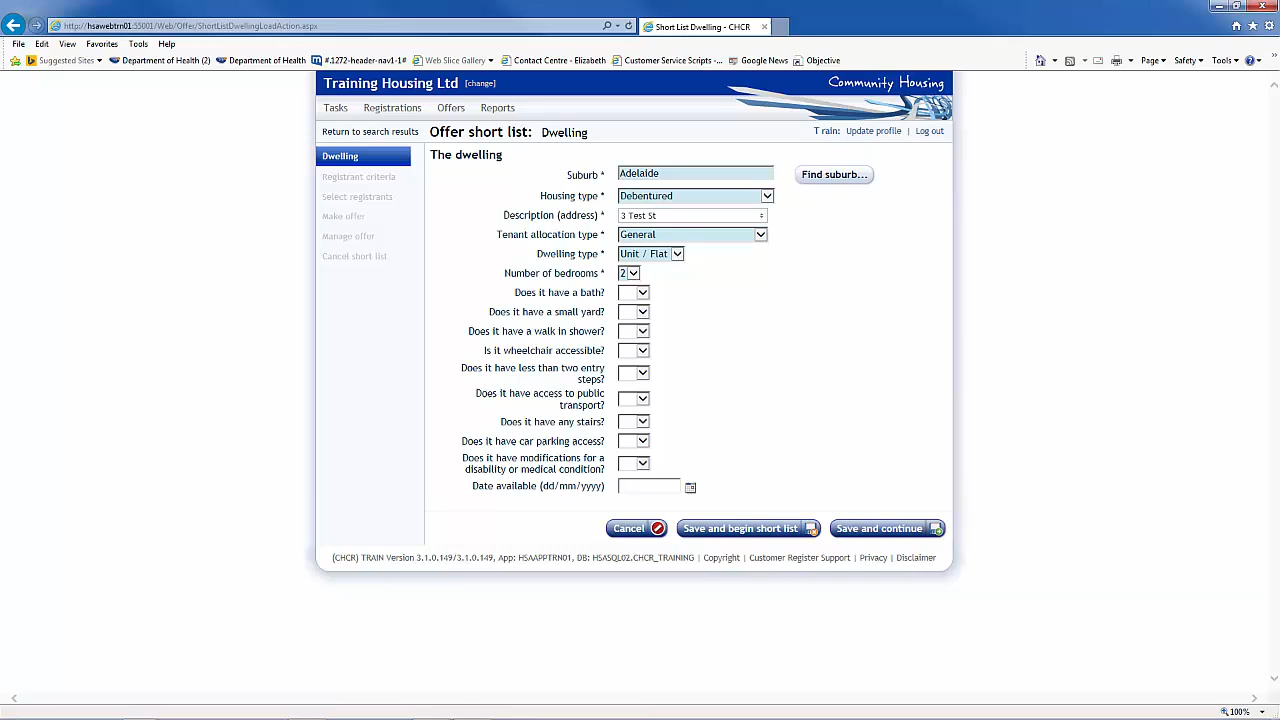 http://hsawebtrn01:55001/Web/Offer/ShortListDwellingLoadAction.aspx
Short List Dwelling - CHCR
File Edit View Favorites Tools Help
Suggested Sites Department of Health (2) Department of Health #.1272-header-nav1-1# Web Slice Gallery Contact Centre - Elizabeth Customer Service Scripts -... Google News Objective Page Safety Tools
Training Housing Ltd [change] Community Housing
Tasks Registrations Offers Reports
Return to search results Offer short list: Dwelling T rain: Update profile | Log out
Dwelling
Registrant criteria
Select registrants
Make offer
Manage offer
Cancel short list
The dwelling
Suburb * Adelaide Find suburb...
Housing type * Debentured
Description (address) * 3 Test St
Tenant allocation type * General
Dwelling type * Unit / Flat
Number of bedrooms * 2
Does it have a bath?
Does it have a small yard?
Does it have a walk in shower?
Is it wheelchair accessible?
Does it have less than two entry
steps?
Does it have access to public
transport?
Does it have any stairs?
Does it have car parking access?
Does it have modifications for a
disability or medical condition?
Date available (dd/mm/yyyy)
Cancel Save and begin short list Save and continue
(CHCR) TRAIN Version 3.1.0.149/3.1.0.149, App: HSAAPPTRN01, DB: HSASQL02.CHCR_TRAINING | Copyright | Customer Register Support | Privacy | Disclaimer
100%